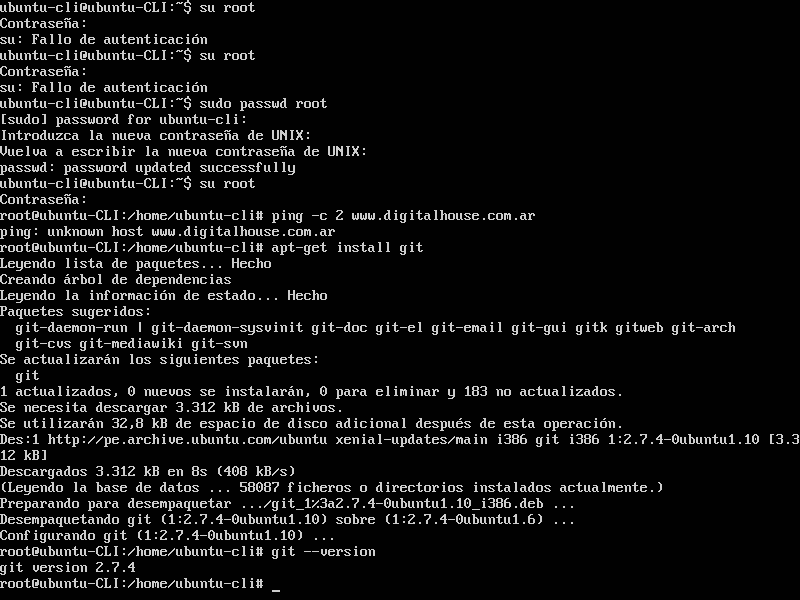 ubuntu-cli@ubuntu-CLI:~$ su root
Contraseña:
su: Fallo de autenticación
ubuntu-cli@ubuntu-CLI:~$ su root
Contraseña:
su: Fallo de autenticación
ubuntu-cli@ubuntu-CLI:~$ sudo passwd root
[sudo] password for ubuntu-cli:
Introduzca la nueva contraseña de UNIX:
Vuelva a escribir la nueva contraseña de UNIX:
passwd: password updated successfully
ubuntu-cli@ubuntu-CLI:~$ su root
Contraseña:
root@ubuntu-CLI:/home/ubuntu-cli# ping -c 2 www.digitalhouse.com.ar
ping: unknown host www.digitalhouse.com.ar
root@ubuntu-CLI:/home/ubuntu-cli# apt-get install git
Leyendo lista de paquetes... Hecho
Creando árbol de dependencias
Leyendo la información de estado... Hecho
Paquetes sugeridos:
  git-daemon-run | git-daemon-sysvinit git-doc git-el git-email git-gui gitk gitweb git-arch
  git-cvs git-mediawiki git-svn
Se actualizarán los siguientes paquetes:
  git
1 actualizados, 0 nuevos se instalarán, 0 para eliminar y 183 no actualizados.
Se necesita descargar 3.312 kB de archivos.
Se utilizarán 32,8 kB de espacio de disco adicional después de esta operación.
Des:1 http://pe.archive.ubuntu.com/ubuntu xenial-updates/main i386 git i386 1:2.7.4-0ubuntu1.10 [3.3
12 kB]
Descargados 3.312 kB en 8s (408 kB/s)
(Leyendo la base de datos ... 58087 ficheros o directorios instalados actualmente.)
Preparando para desempaquetar .../git_1%3a2.7.4-0ubuntu1.10_i386.deb ...
Desempaquetando git (1:2.7.4-0ubuntu1.10) sobre (1:2.7.4-0ubuntu1.6) ...
Configurando git (1:2.7.4-0ubuntu1.10) ...
root@ubuntu-CLI:/home/ubuntu-cli# git --version
git version 2.7.4
root@ubuntu-CLI:/home/ubuntu-cli# _